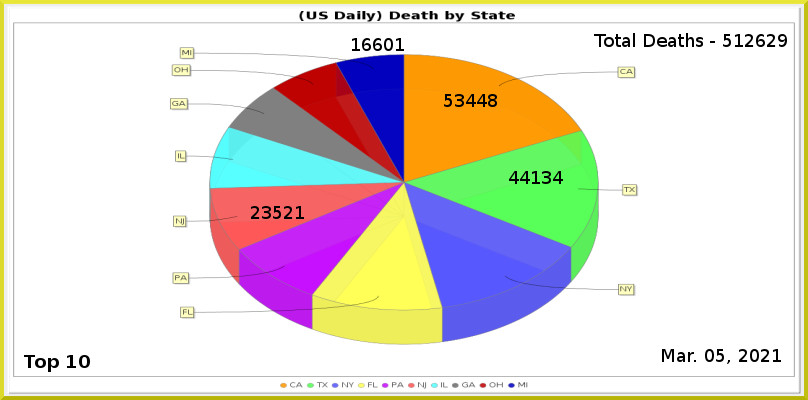 (US Daily) Death by State
Total Deaths - 512629
16601
MI
OH
CA
53448
GA
IL
44134
TX
23521
NJ
PA
NY
FL
Top 10
Mar. 05, 2021
CA TX NY FL PA NJ IL GA OH MI